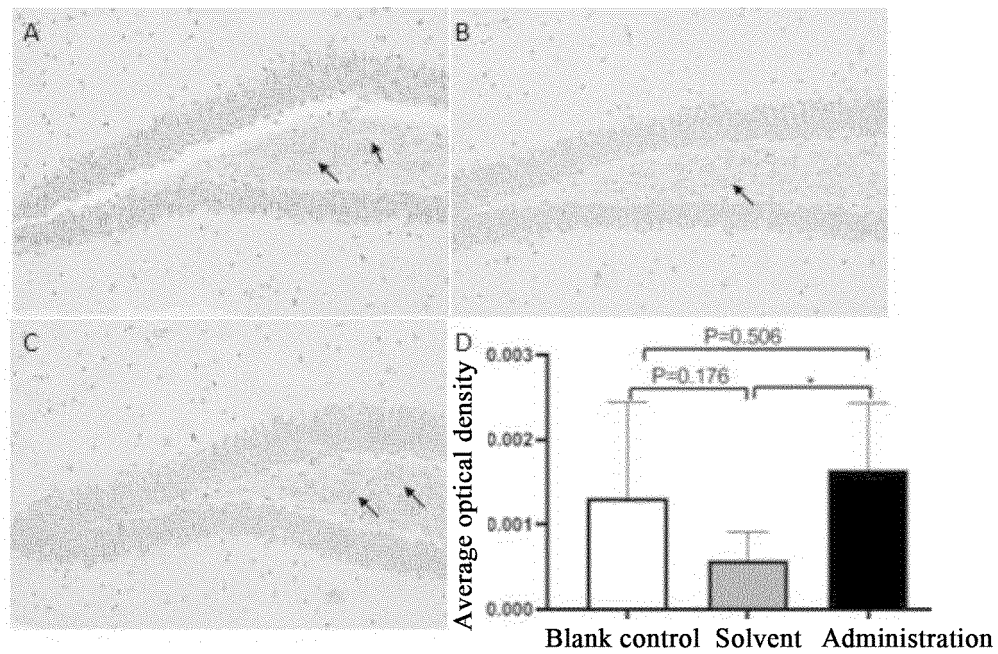 A
B
C
D
P=0.506
P=0.176
*
0.003
0.002
0.001
0.000
Average optical density
Blank control
Solvent
Administration